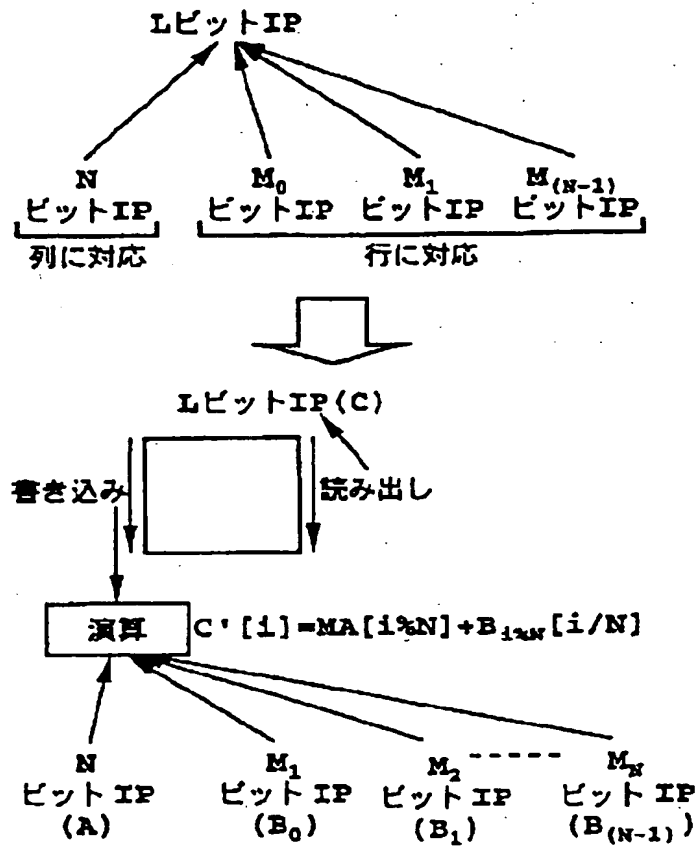 LビットIP
N M₀ M₁ M₍N-1₎
ビットIP ビットIP ビットIP ビットIP
列に対応 行に対応
LビットIP(C)
書き込み 読み出し
演算 C'[i]=MA[i%N]+B_{i%N}[i/N]
N M₁ M₂ ----- M_N
ビットIP ビットIP ビットIP ビットIP
(A) (B₀) (B₁) (B₍N-1₎)